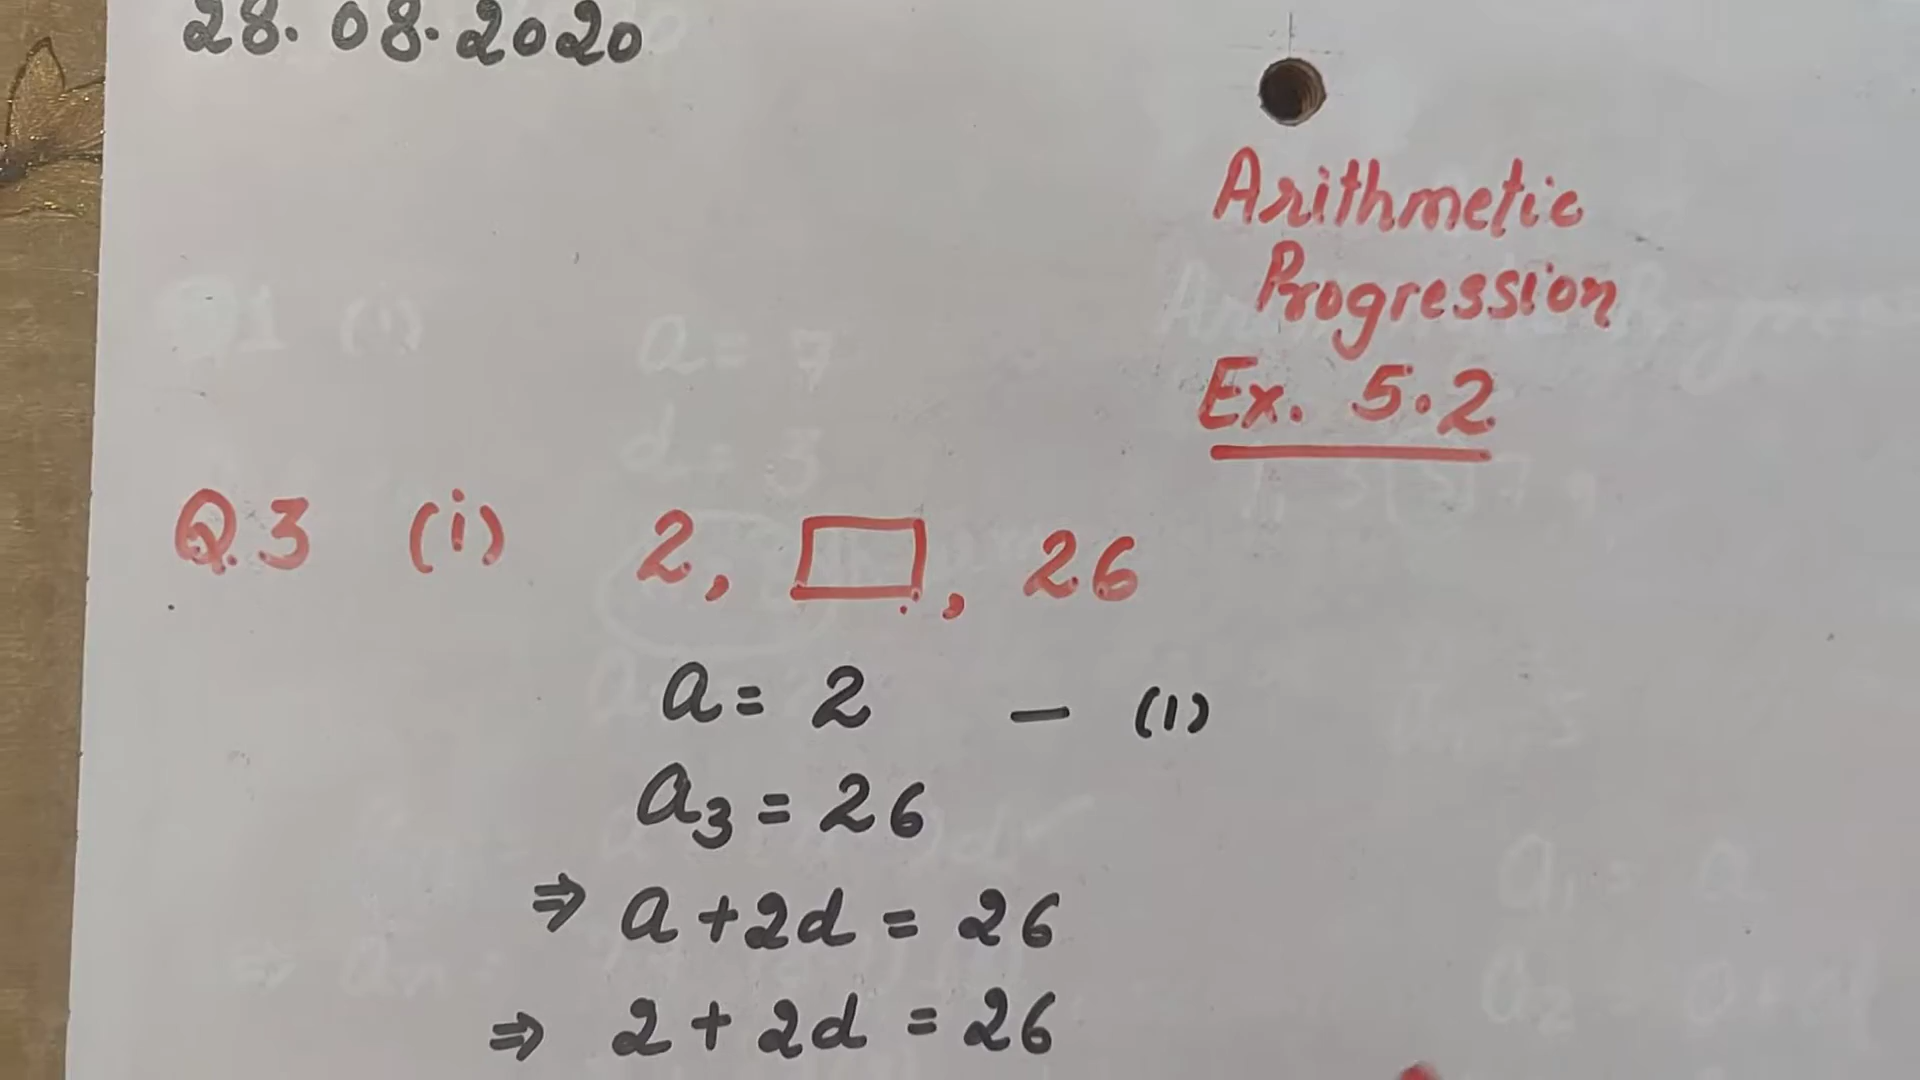 28.08.2020
Arithmetic
Progression
Ex. 5.2
Q.3 (i) 2, □, 26
a = 2 — (1)
a₃ = 26
⇒ a + 2d = 26
⇒ 2 + 2d = 26